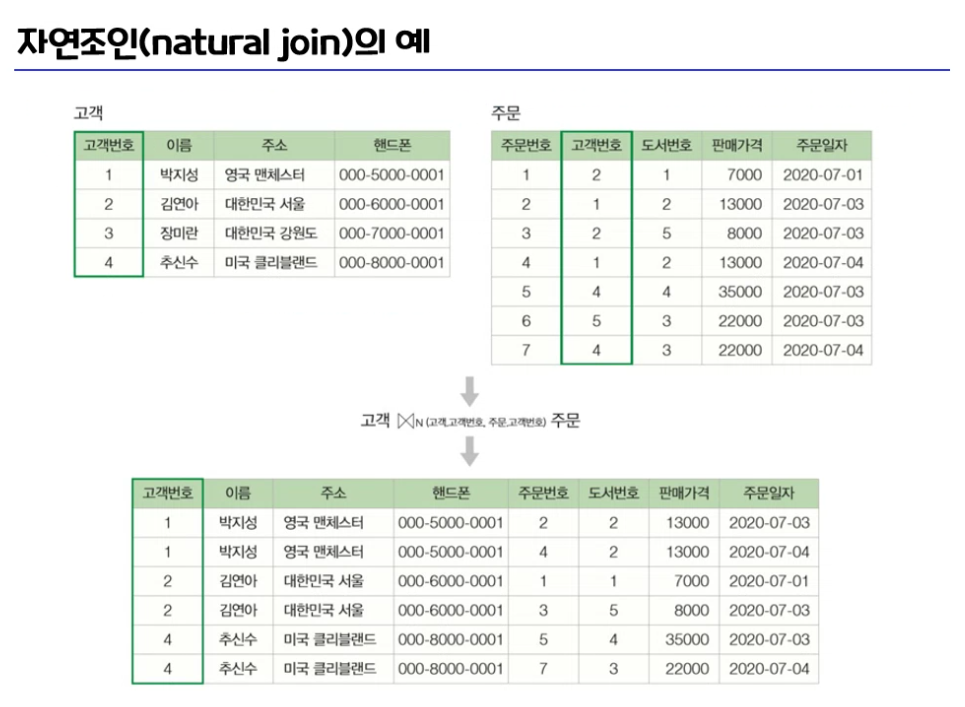 자연조인(natural join)의 예
고객
고객번호 이름 주소 핸드폰
1 박지성 영국 맨체스터 000-5000-0001
2 김연아 대한민국 서울 000-6000-0001
3 장미란 대한민국 강원도 000-7000-0001
4 추신수 미국 클리블랜드 000-8000-0001
주문
주문번호 고객번호 도서번호 판매가격 주문일자
1 2 1 7000 2020-07-01
2 1 2 13000 2020-07-03
3 2 5 8000 2020-07-03
4 1 2 13000 2020-07-04
5 4 4 35000 2020-07-03
6 5 3 22000 2020-07-03
7 4 3 22000 2020-07-04
고객 ⋈N (고객.고객번호, 주문.고객번호) 주문
고객번호 이름 주소 핸드폰 주문번호 도서번호 판매가격 주문일자
1 박지성 영국 맨체스터 000-5000-0001 2 2 13000 2020-07-03
1 박지성 영국 맨체스터 000-5000-0001 4 2 13000 2020-07-04
2 김연아 대한민국 서울 000-6000-0001 1 1 7000 2020-07-01
2 김연아 대한민국 서울 000-6000-0001 3 5 8000 2020-07-03
4 추신수 미국 클리블랜드 000-8000-0001 5 4 35000 2020-07-03
4 추신수 미국 클리블랜드 000-8000-0001 7 3 22000 2020-07-04